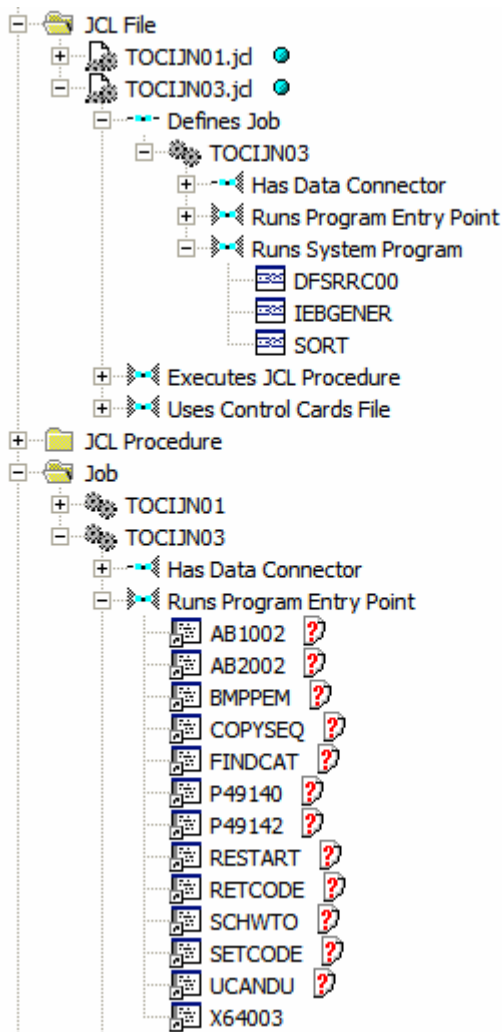 JCL File
TOCIJN01.jcl
TOCIJN03.jcl
Defines Job
TOCIJN03
Has Data Connector
Runs Program Entry Point
Runs System Program
DFSRRC00
IEBGENER
SORT
Executes JCL Procedure
Uses Control Cards File
JCL Procedure
Job
TOCIJN01
TOCIJN03
Has Data Connector
Runs Program Entry Point
AB1002
AB2002
BMPPEM
COPYSEQ
FINDCAT
P49140
P49142
RESTART
RETCODE
SCHWTO
SETCODE
UCANDU
X64003